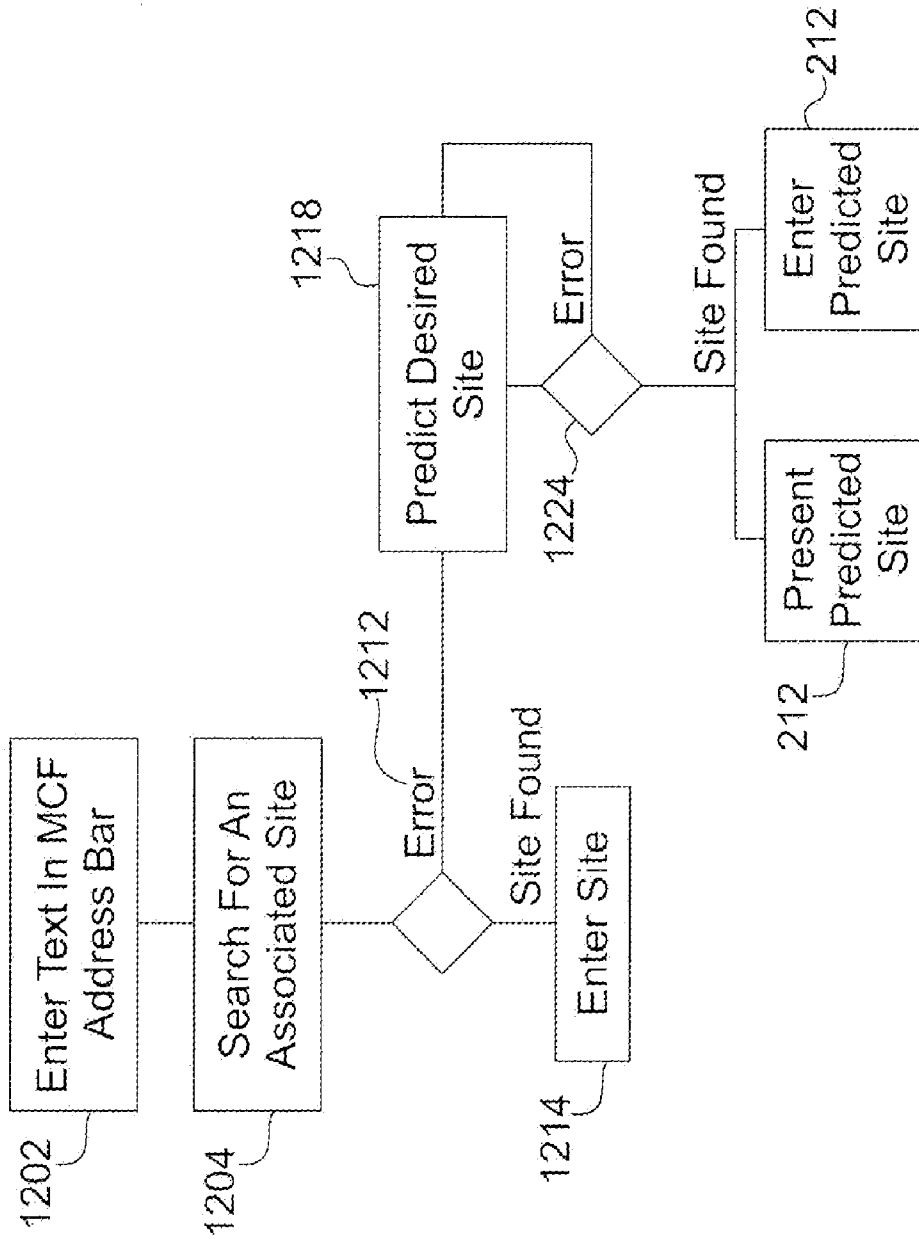 1202
Enter Text In MCF
Address Bar
1204
Search For An
Associated Site
Error
1212
Site Found
1214
Enter Site
1218
Predict Desired
Site
Error
1224
Site Found
212
Present
Predicted
Site
212
Enter
Predicted
Site